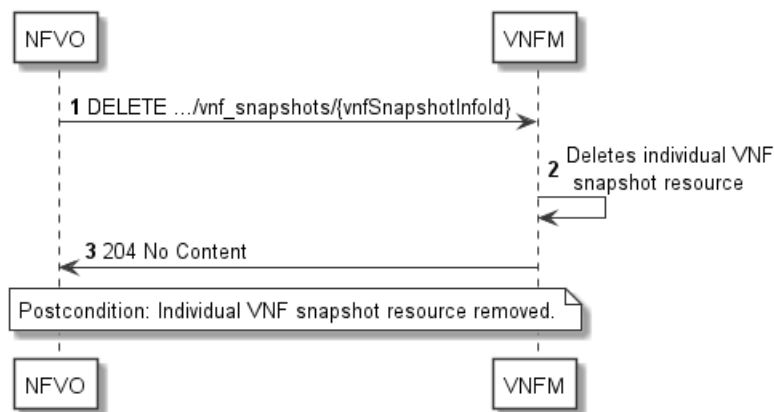 NFVO VNFM
1 DELETE .../vnf_snapshots/{vnfSnapshotInfoId}
2 Deletes individual VNF
snapshot resource
3 204 No Content
Postcondition: Individual VNF snapshot resource removed.
NFVO VNFM